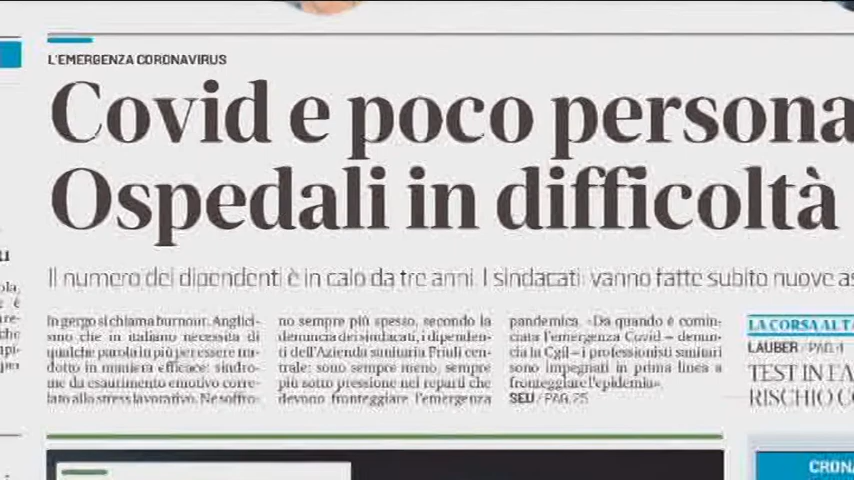 L'EMERGENZA CORONAVIRUS
Covid e poco persona
Ospedali in difficoltà
Il numero dei dipendenti è in calo da tre anni. I sindacati: vanno fatte subito nuove as
In gergo si chiama burnout. Anglici-
smo che in italiano necessita di
qualche parola in più per essere tra-
dotto in maniera efficace: sindro-
me da esaurimento emotivo corre-
lato allo stress lavorativo. Ne soffro-
no sempre più spesso, secondo la
denuncia dei sindacati, i dipenden-
ti dell'Azienda sanitaria Friuli cen-
trale: sono sempre meno, sempre
più sotto pressione nei reparti che
devono fronteggiare l'emergenza
pandemica. «Da quando è comin-
ciata l'emergenza Covid – denun-
cia la Cgil – i professionisti sanitari
sono impegnati in prima linea a
fronteggiare l'epidemia».
SEU / PAG. 25
LA CORSA AL T
LAUBER / PAG. 4
TEST IN FA
RISCHIO CO
CRONA